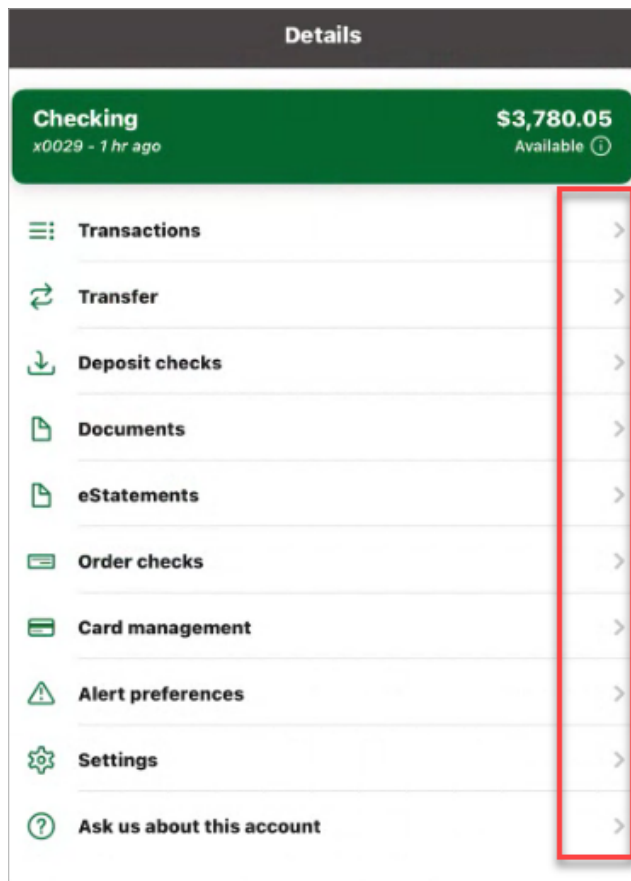 Details
Checking $3,780.05
x0029 - 1 hr ago Available
Transactions
Transfer
Deposit checks
Documents
eStatements
Order checks
Card management
Alert preferences
Settings
Ask us about this account